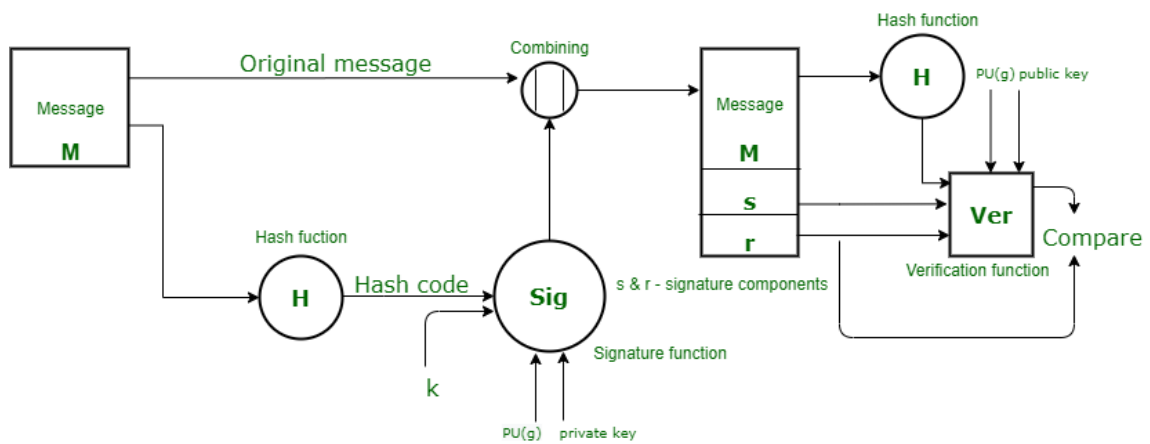 Hash function
Original message
Combining
H
PU(g) public key
Message
M
Message
M
s
r
Ver
Compare
Verification function
Hash fuction
H
Hash code
Sig
s & r - signature components
Signature function
k
PU(g)
private key